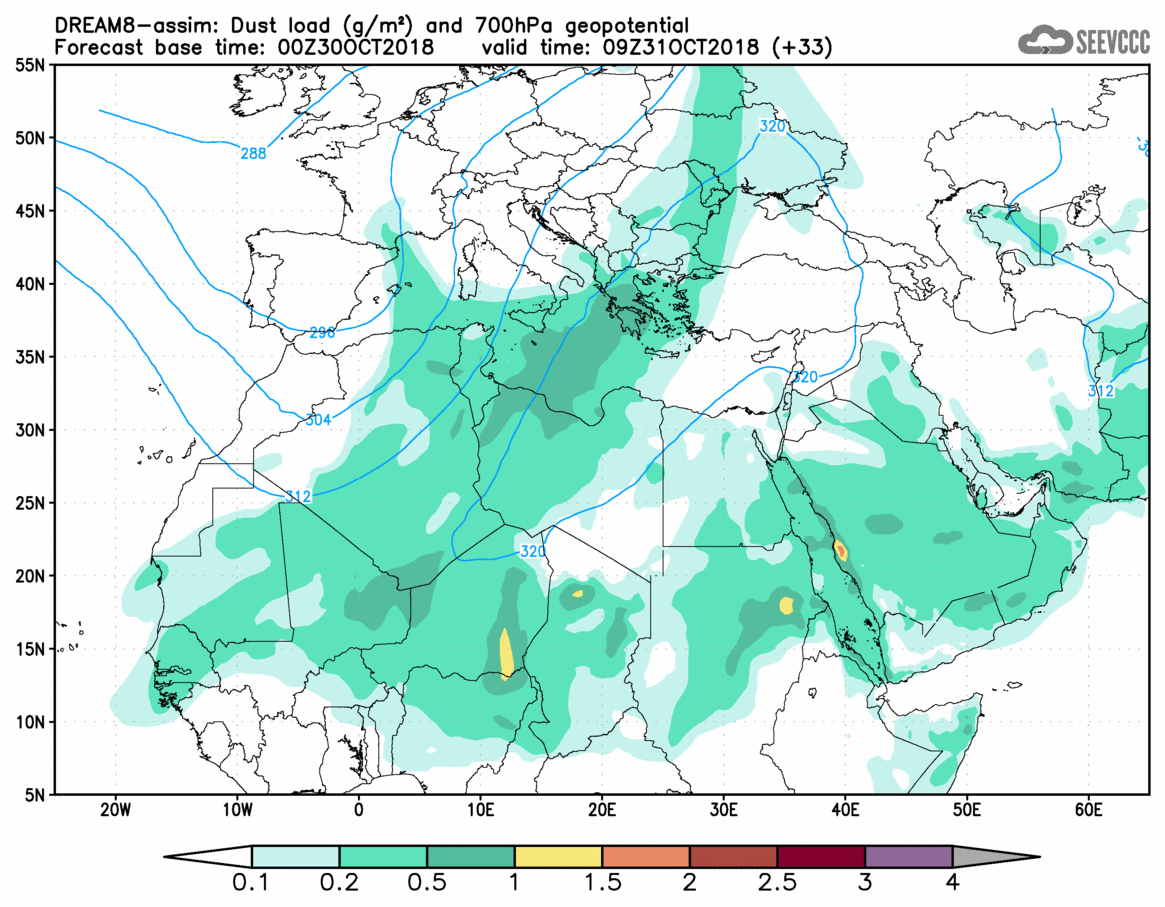 DREAM8-assim: Dust load (g/m²) and 700hPa geopotential
Forecast base time: 00Z30OCT2018 valid time: 09Z31OCT2018 (+33)
SEEVCCC
55N
50N
45N
40N
35N
30N
25N
20N
15N
10N
5N
288
320
296
320
312
304
312
320
20W 10W 0 10E 20E 30E 40E 50E 60E
0.1 0.2 0.5 1 1.5 2 2.5 3 4